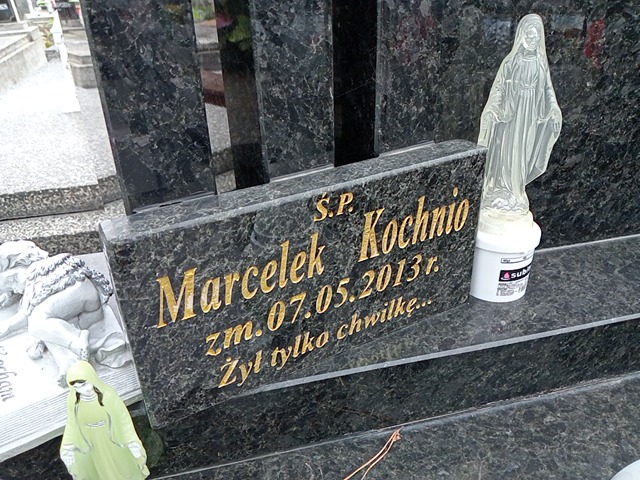 Ś.P.
Marcelek Kochnio
zm. 07.05.2013 r.
Żył tylko chwilkę...